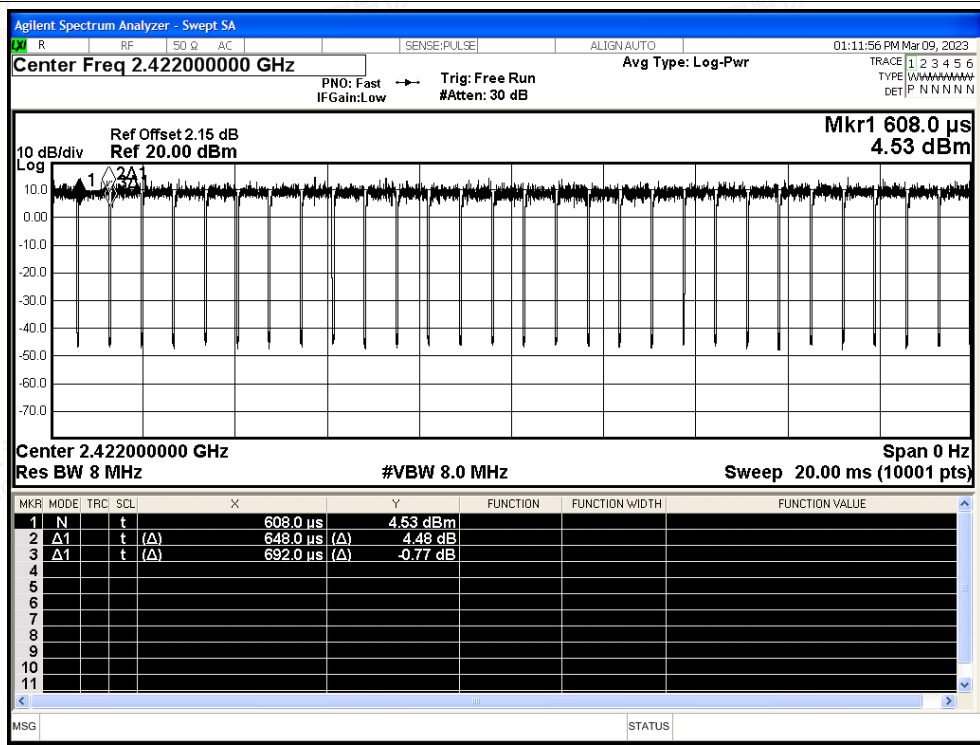 Agilent Spectrum Analyzer - Swept SA
LXI R RF 50 Ω AC SENSE:PULSE ALIGN AUTO 01:11:56 PM Mar 09, 2023
Center Freq 2.422000000 GHz
PNO: Fast
IFGain:Low
Trig: Free Run
#Atten: 30 dB
Avg Type: Log-Pwr
TRACE 1 2 3 4 5 6
TYPE WWWWWW
DET P N N N N N
Ref Offset 2.15 dB
10 dB/div Ref 20.00 dBm
Mkr1 608.0 µs
4.53 dBm
Log
1 2Δ1
3Δ1
10.0
0.00
-10.0
-20.0
-30.0
-40.0
-50.0
-60.0
-70.0
Center 2.422000000 GHz Span 0 Hz
Res BW 8 MHz #VBW 8.0 MHz Sweep 20.00 ms (10001 pts)
MKR MODE TRC SCL X Y FUNCTION FUNCTION WIDTH FUNCTION VALUE
1 N t 608.0 µs 4.53 dBm
2 Δ1 t (Δ) 648.0 µs (Δ) 4.48 dB
3 Δ1 t (Δ) 692.0 µs (Δ) -0.77 dB
4
5
6
7
8
9
10
11
MSG STATUS